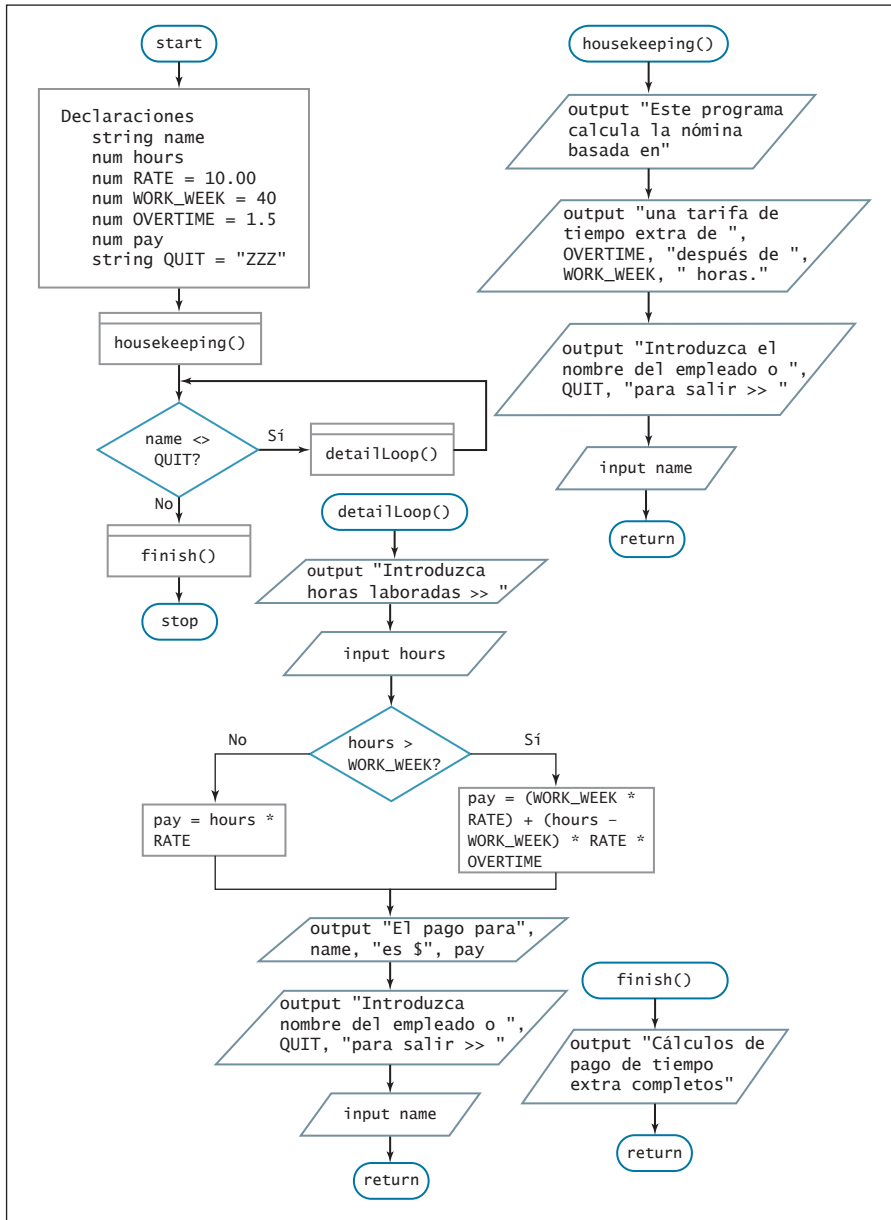 start
Declaraciones
string name
num hours
num RATE = 10.00
num WORK_WEEK = 40
num OVERTIME = 1.5
num pay
string QUIT = "ZZZ"
housekeeping()
name <>
QUIT?
Sí
detailLoop()
No
finish()
stop
housekeeping()
output "Este programa
calcula la nómina
basada en"
output "una tarifa de
tiempo extra de ",
OVERTIME, "después de ",
WORK_WEEK, " horas."
output "Introduzca el
nombre del empleado o ",
QUIT, "para salir >> "
input name
return
detailLoop()
output "Introduzca
horas laboradas >> "
input hours
hours >
WORK_WEEK?
No
Sí
pay = hours *
RATE
pay = (WORK_WEEK *
RATE) + (hours –
WORK_WEEK) * RATE *
OVERTIME
output "El pago para",
name, "es $", pay
output "Introduzca
nombre del empleado o ",
QUIT, "para salir >> "
input name
return
finish()
output "Cálculos de
pago de tiempo
extra completos"
return